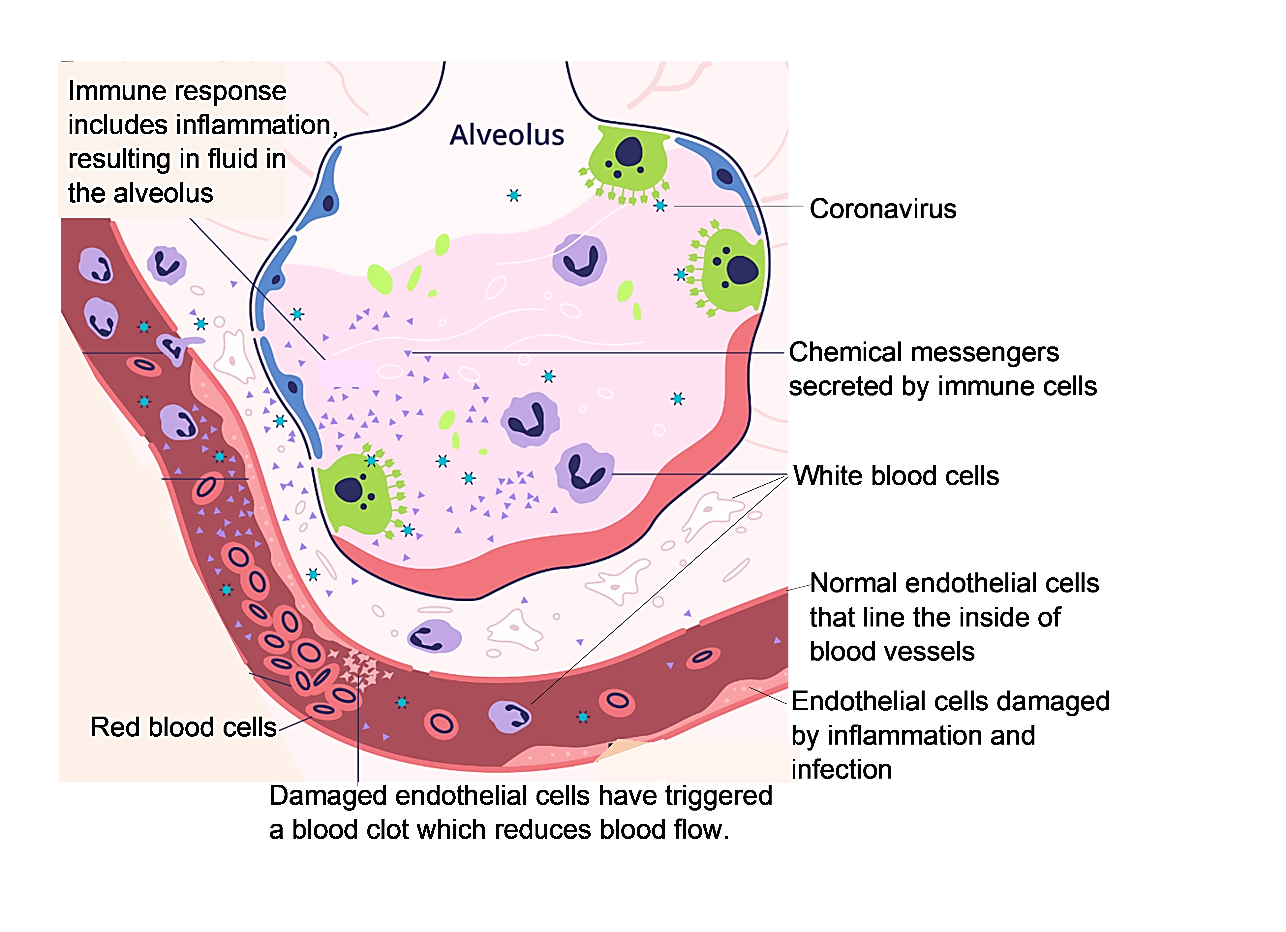 Immune response
includes inflammation,
resulting in fluid in
the alveolus
Alveolus
Coronavirus
Chemical messengers
secreted by immune cells
White blood cells
Normal endothelial cells
that line the inside of
blood vessels
Endothelial cells damaged
by inflammation and
infection
Red blood cells
Damaged endothelial cells have triggered
a blood clot which reduces blood flow.